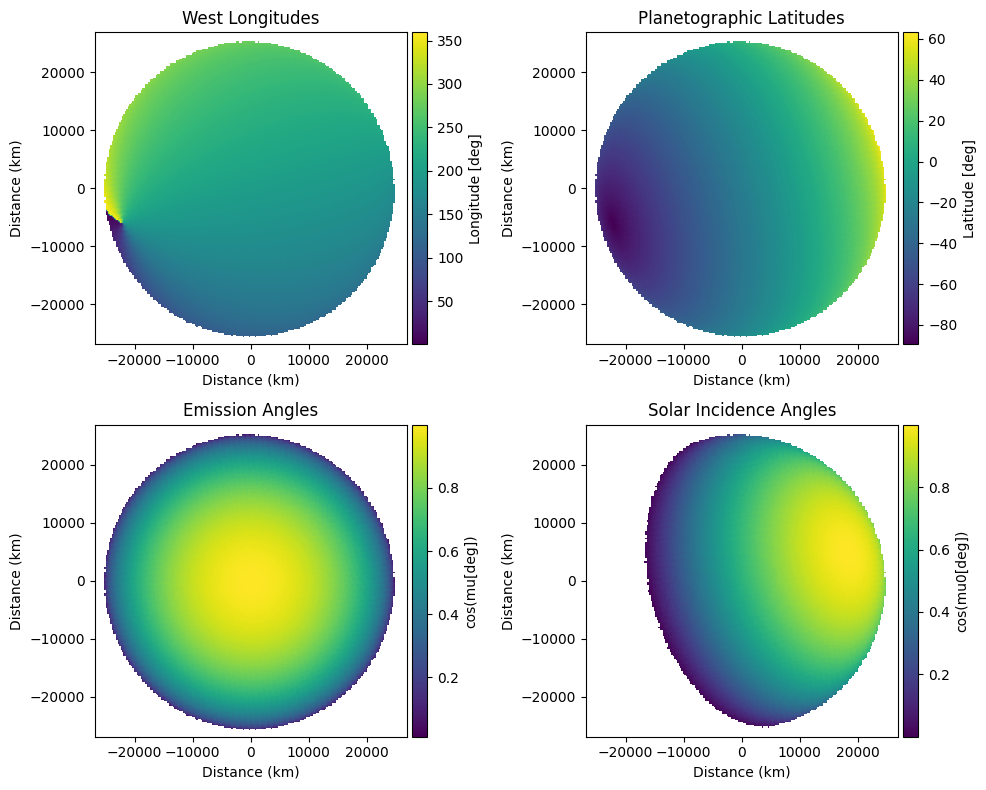 West Longitudes
20000
10000
0
−10000
−20000
Distance (km)
−20000 −10000 0 10000 20000
Distance (km)
350
300
250
200
150
100
50
Longitude [deg]
Planetographic Latitudes
20000
10000
0
−10000
−20000
Distance (km)
−20000 −10000 0 10000 20000
Distance (km)
60
40
20
0
−20
−40
−60
−80
Latitude [deg]
Emission Angles
20000
10000
0
−10000
−20000
Distance (km)
−20000 −10000 0 10000 20000
Distance (km)
0.8
0.6
0.4
0.2
cos(mu[deg])
Solar Incidence Angles
20000
10000
0
−10000
−20000
Distance (km)
−20000 −10000 0 10000 20000
Distance (km)
0.8
0.6
0.4
0.2
cos(mu0[deg])